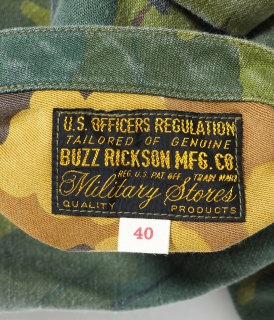 U.S. OFFICERS REGULATION
TAILORED OF GENUINE
BUZZ RICKSON MFG. CO.
REG. U.S. PAT. OFF. TRADE MARK
Military Stores
QUALITY PRODUCTS
40